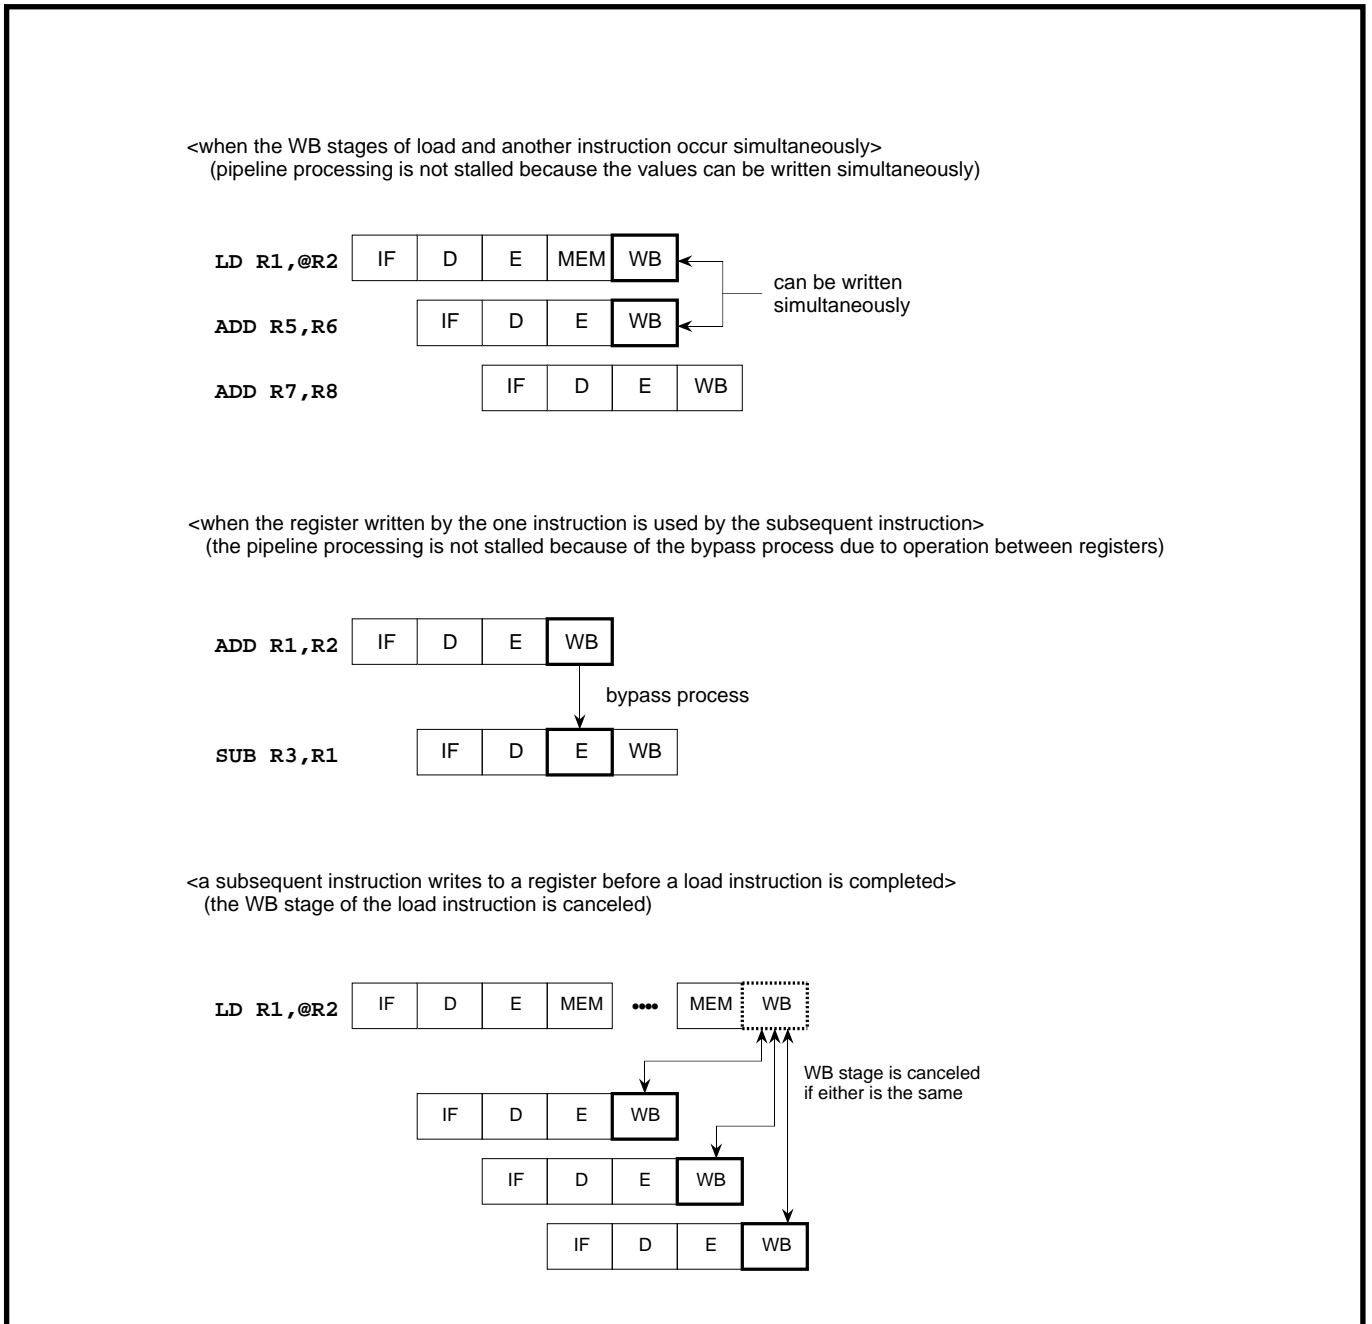 <when the WB stages of load and another instruction occur simultaneously>
(pipeline processing is not stalled because the values can be written simultaneously)
LD R1,@R2 IF D E MEM WB
can be written
simultaneously
ADD R5,R6 IF D E WB
ADD R7,R8 IF D E WB
<when the register written by the one instruction is used by the subsequent instruction>
(the pipeline processing is not stalled because of the bypass process due to operation between registers)
ADD R1,R2 IF D E WB
bypass process
SUB R3,R1 IF D E WB
<a subsequent instruction writes to a register before a load instruction is completed>
(the WB stage of the load instruction is canceled)
LD R1,@R2 IF D E MEM •••• MEM WB
WB stage is canceled
if either is the same
IF D E WB
IF D E WB
IF D E WB